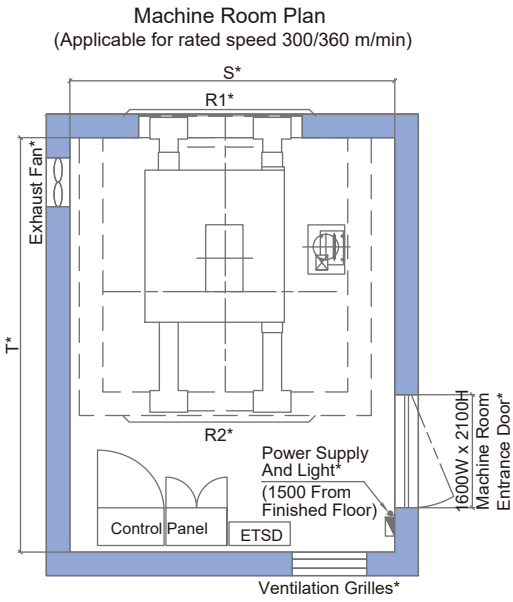 Machine Room Plan
(Applicable for rated speed 300/360 m/min)
S*
R1*
Exhaust Fan*
T*
R2*
Power Supply
And Light*
(1500 From
Finished Floor)
1600W x 2100H
Machine Room
Entrance Door*
Control Panel
ETSD
Ventilation Grilles*